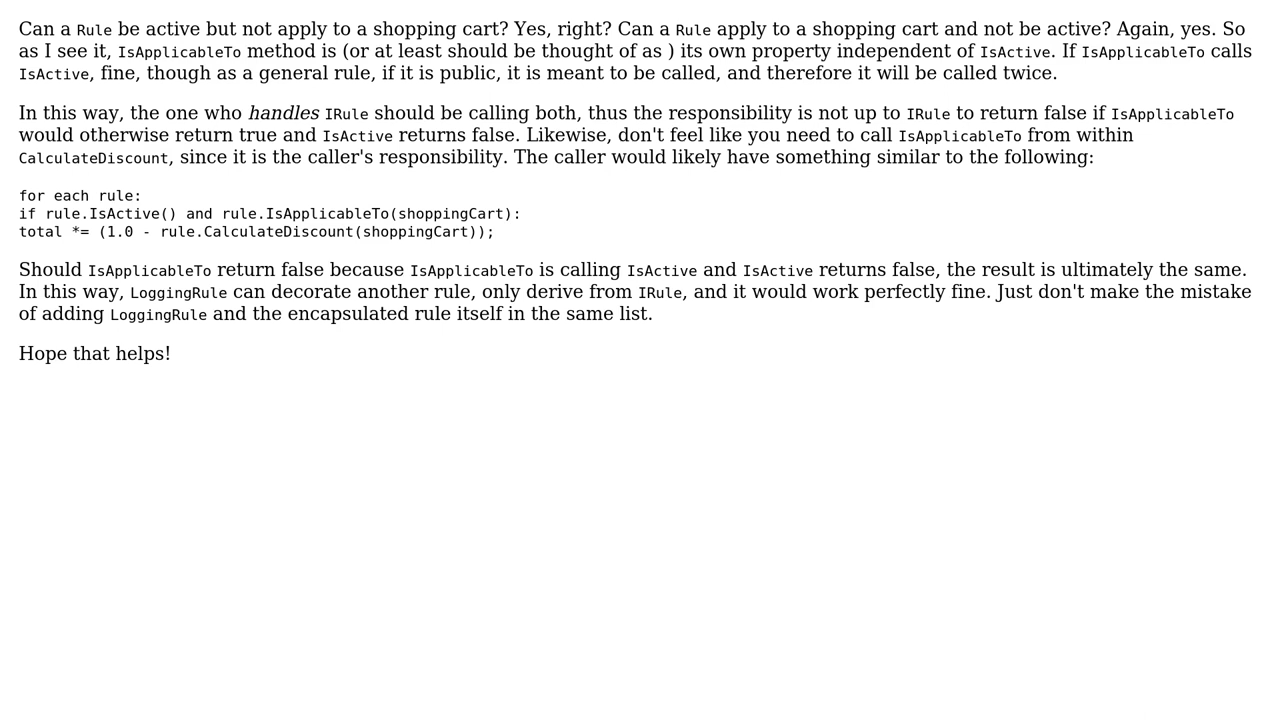 Can a Rule be active but not apply to a shopping cart? Yes, right? Can a Rule apply to a shopping cart and not be active? Again, yes. So
as I see it, IsApplicableTo method is (or at least should be thought of as ) its own property independent of IsActive. If IsApplicableTo calls
IsActive, fine, though as a general rule, if it is public, it is meant to be called, and therefore it will be called twice.
In this way, the one who handles IRule should be calling both, thus the responsibility is not up to IRule to return false if IsApplicableTo
would otherwise return true and IsActive returns false. Likewise, don't feel like you need to call IsApplicableTo from within
CalculateDiscount, since it is the caller's responsibility. The caller would likely have something similar to the following:
for each rule:
if rule.IsActive() and rule.IsApplicableTo(shoppingCart):
total *= (1.0 - rule.CalculateDiscount(shoppingCart));
Should IsApplicableTo return false because IsApplicableTo is calling IsActive and IsActive returns false, the result is ultimately the same.
In this way, LoggingRule can decorate another rule, only derive from IRule, and it would work perfectly fine. Just don't make the mistake
of adding LoggingRule and the encapsulated rule itself in the same list.
Hope that helps!